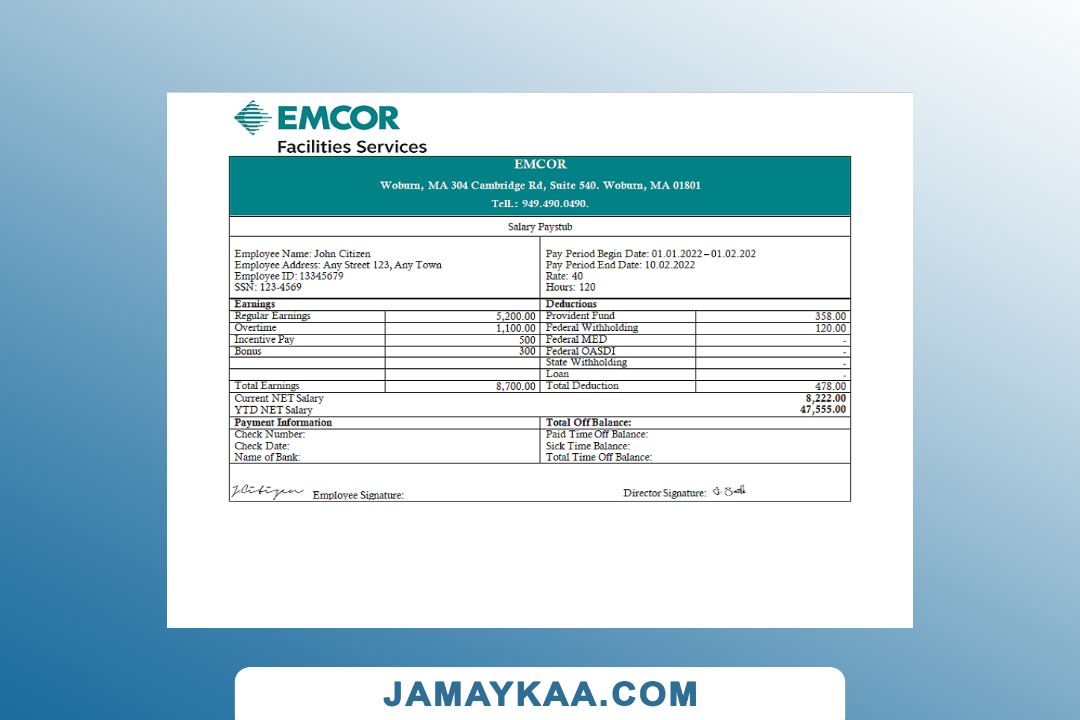 EMCOR
Facilities Services
EMCOR
Woburn, MA 304 Cambridge Rd, Suite 540. Woburn, MA 01801
Tell.: 949.490.0490.
Salary Paystub
Employee Name: John Citizen
Employee Address: Any Street 123, Any Town
Employee ID: 13345679
SSN: 123-4569
Pay Period Begin Date: 01.01.2022 – 01.02.202
Pay Period End Date: 10.02.2022
Rate: 40
Hours: 120
Earnings Deductions
Regular Earnings 5,200.00 Provident Fund 358.00
Overtime 1,100.00 Federal Withholding 120.00
Incentive Pay 500 Federal MED -
Bonus 300 Federal OASDI -
State Withholding -
Loan -
Total Earnings 8,700.00 Total Deduction 478.00
Current NET Salary 8,222.00
YTD NET Salary 47,555.00
Payment Information Total Off Balance:
Check Number: Paid Time Off Balance:
Check Date: Sick Time Balance:
Name of Bank: Total Time Off Balance:
J.Citizen Employee Signature: Director Signature:
JAMAYKAA.COM